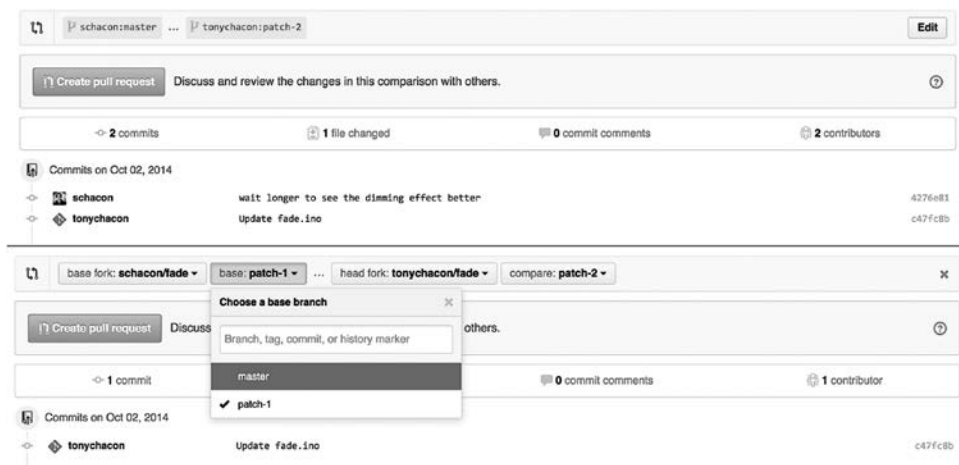 schacon:master ... tonychacon:patch-2
Edit
Create pull request Discuss and review the changes in this comparison with others.
2 commits 1 file changed 0 commit comments 2 contributors
Commits on Oct 02, 2014
schacon wait longer to see the dimming effect better 4276e81
tonychacon Update fade.ino c47fc8b
base fork: schacon/fade base: patch-1 ... head fork: tonychacon/fade compare: patch-2
Choose a base branch
Create pull request Discuss others.
Branch, tag, commit, or history marker
1 commit 0 commit comments 1 contributor
master
patch-1
Commits on Oct 02, 2014
tonychacon Update fade.ino c47fc8b